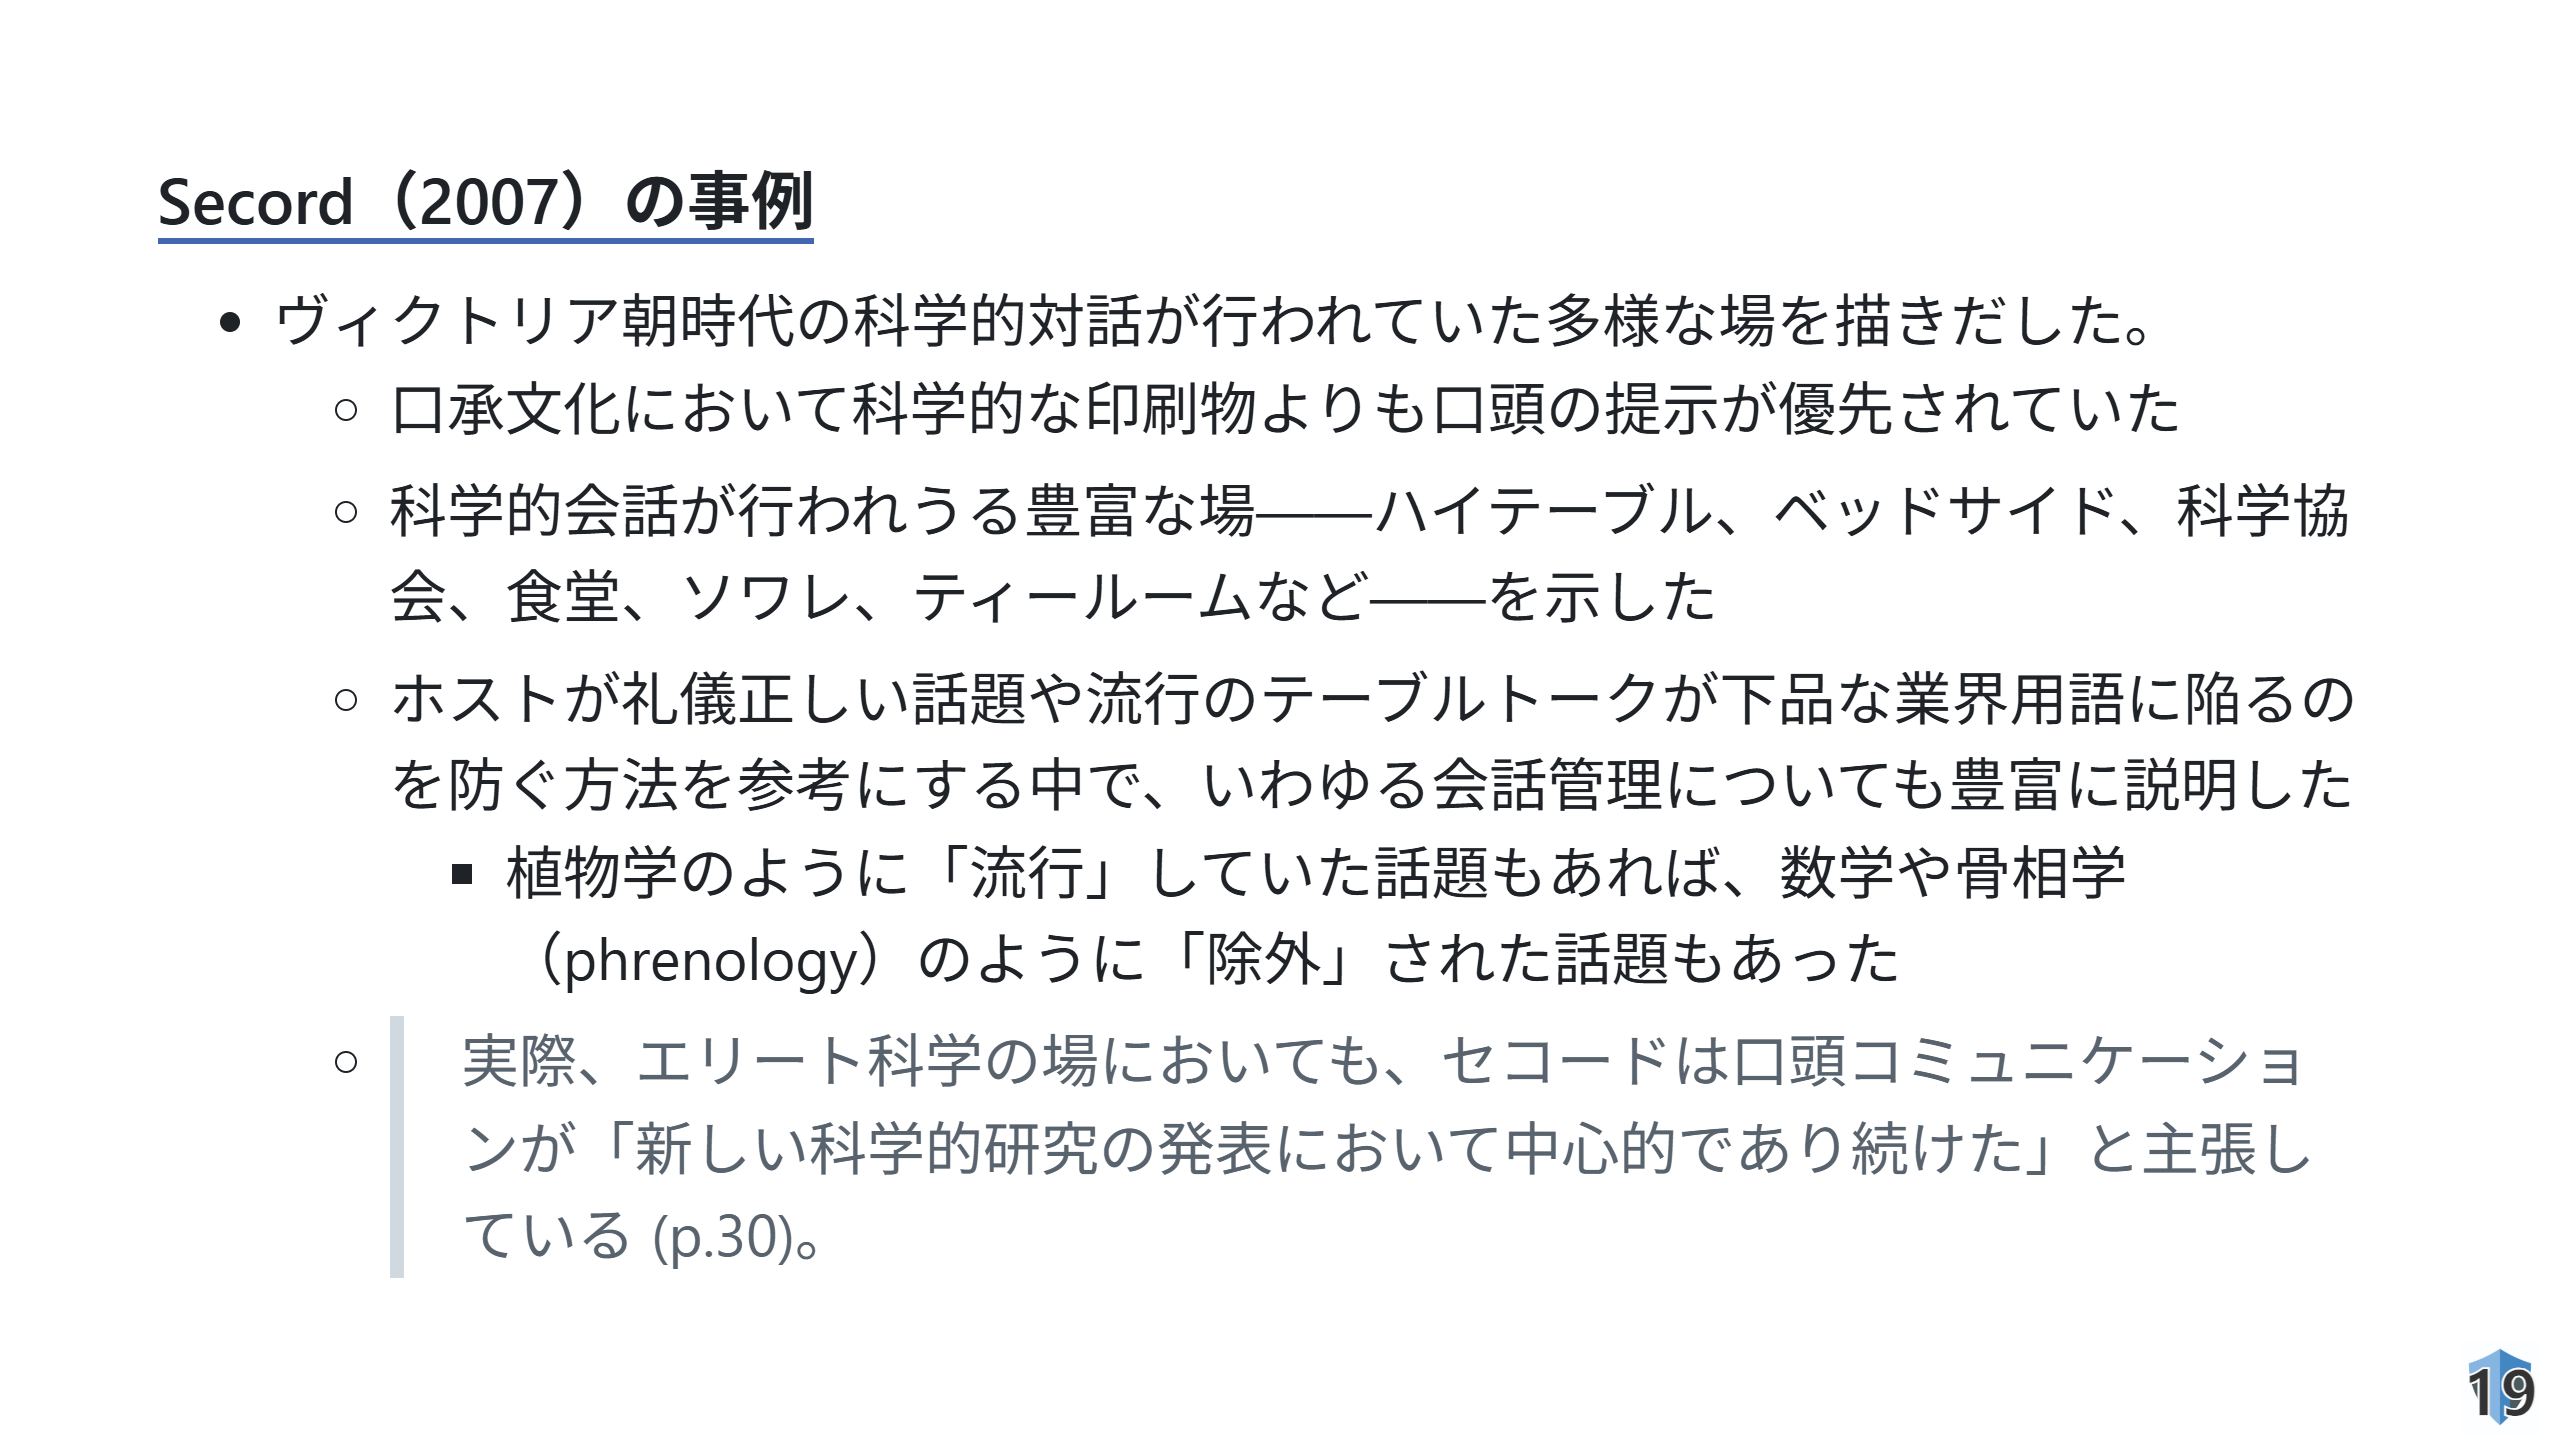 Secord（2007）の事例
ヴィクトリア朝時代の科学的対話が行われていた多様な場を描きだした。
口承文化において科学的な印刷物よりも口頭の提示が優先されていた
科学的会話が行われうる豊富な場――ハイテーブル、ベッドサイド、科学協
会、食堂、ソワレ、ティールームなど――を示した
ホストが礼儀正しい話題や流行のテーブルトークが下品な業界用語に陥るの
を防ぐ方法を参考にする中で、いわゆる会話管理についても豊富に説明した
植物学のように「流行」していた話題もあれば、数学や骨相学
（phrenology）のように「除外」された話題もあった
実際、エリート科学の場においても、セコードは口頭コミュニケーショ
ンが「新しい科学的研究の発表において中心的であり続けた」と主張し
ている (p.30)。
19